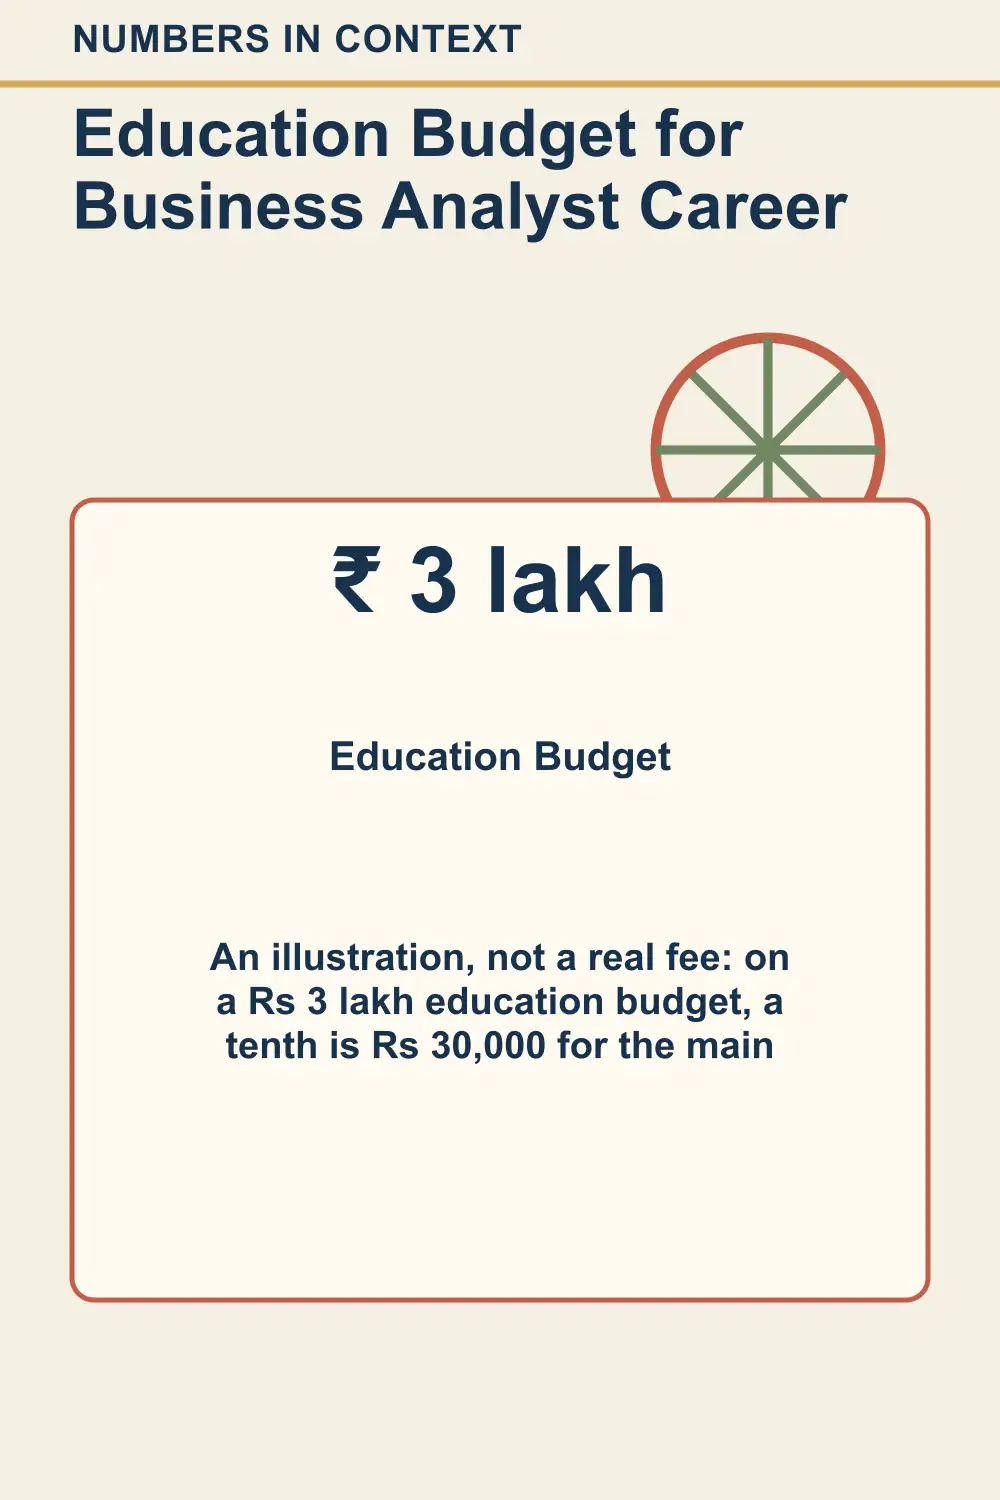 NUMBERS IN CONTEXT
Education Budget for
Business Analyst Career
₹ 3 lakh
Education Budget
An illustration, not a real fee: on
a Rs 3 lakh education budget, a
tenth is Rs 30,000 for the main